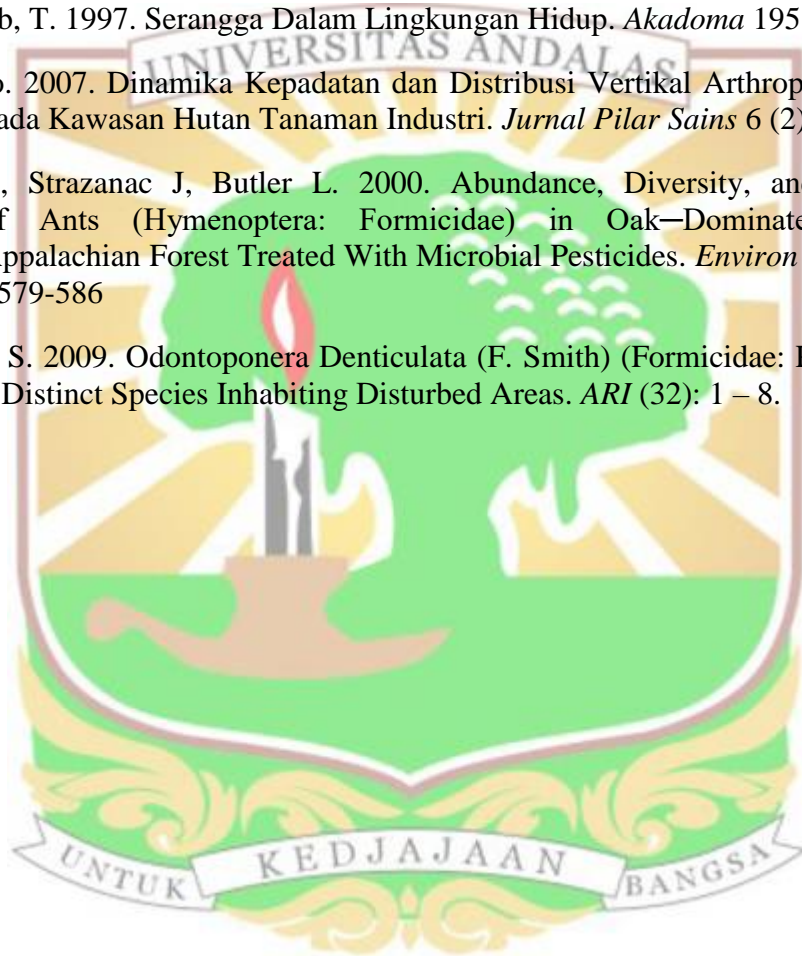 b, T. 1997. Serangga Dalam Lingkungan Hidup. Akadoma 195
UNIVERSITAS ANDALAS
o. 2007. Dinamika Kepadatan dan Distribusi Vertikal Arthrop
ada Kawasan Hutan Tanaman Industri. Jurnal Pilar Sains 6 (2)
, Strazanac J, Butler L. 2000. Abundance, Diversity, and
f Ants (Hymenoptera: Formicidae) in Oak─Dominate
ppalachian Forest Treated With Microbial Pesticides. Environ
579-586
S. 2009. Odontoponera Denticulata (F. Smith) (Formicidae:
Distinct Species Inhabiting Disturbed Areas. ARI (32): 1 – 8.
UNTUK KEDJAJAAN BANGSA